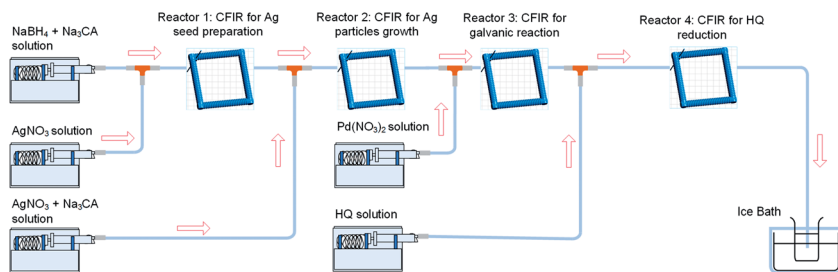 Reactor 1: CFIR for Ag
seed preparation
Reactor 2: CFIR for Ag
particles growth
Reactor 3: CFIR for
galvanic reaction
Reactor 4: CFIR for HQ
reduction
NaBH₄ + Na₃CA
solution
AgNO₃ solution
Pd(NO₃)₂ solution
AgNO₃ + Na₃CA
solution
HQ solution
Ice Bath